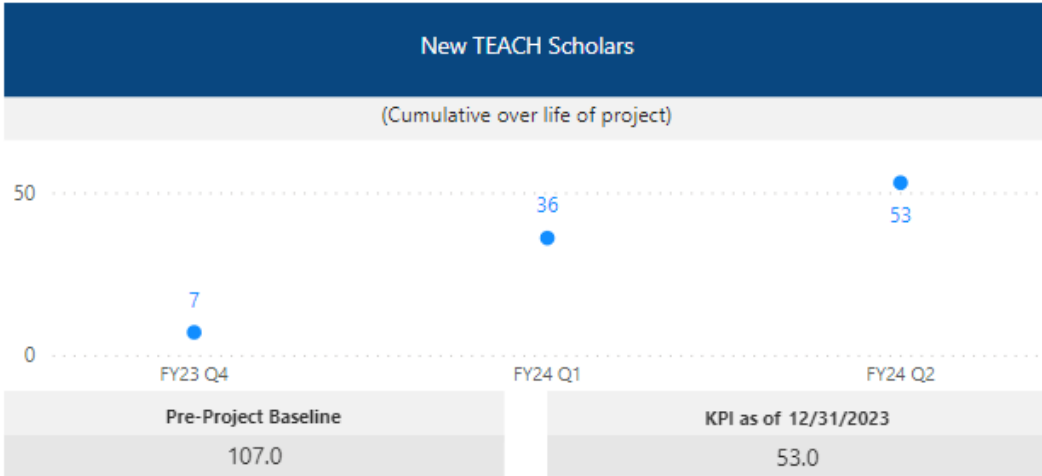 New TEACH Scholars
(Cumulative over life of project)
50
36
53
7
0
FY23 Q4 FY24 Q1 FY24 Q2
Pre-Project Baseline KPI as of 12/31/2023
107.0 53.0